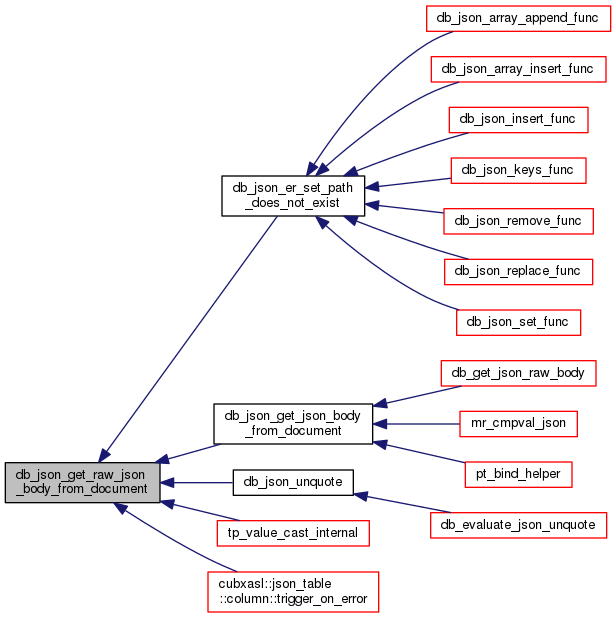 db_json_array_append_func
db_json_array_insert_func
db_json_insert_func
db_json_keys_func
db_json_er_set_path
_does_not_exist
db_json_remove_func
db_json_replace_func
db_json_set_func
db_get_json_raw_body
db_json_get_json_body
_from_document
mr_cmpval_json
pt_bind_helper
db_json_get_raw_json
_body_from_document
db_json_unquote
db_evaluate_json_unquote
tp_value_cast_internal
cubxasl::json_table
::column::trigger_on_error